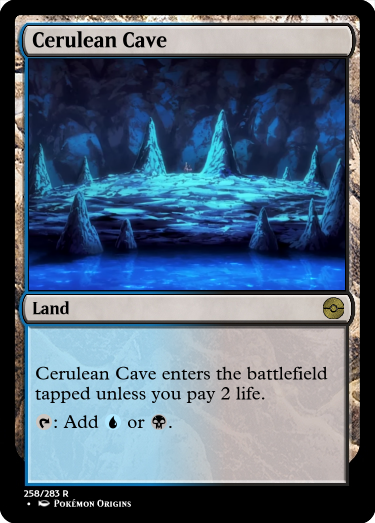 Cerulean Cave
Land
Cerulean Cave enters the battlefield
tapped unless you pay 2 life.
: Add or .
258/283 R
• POKÉMON ORIGINS